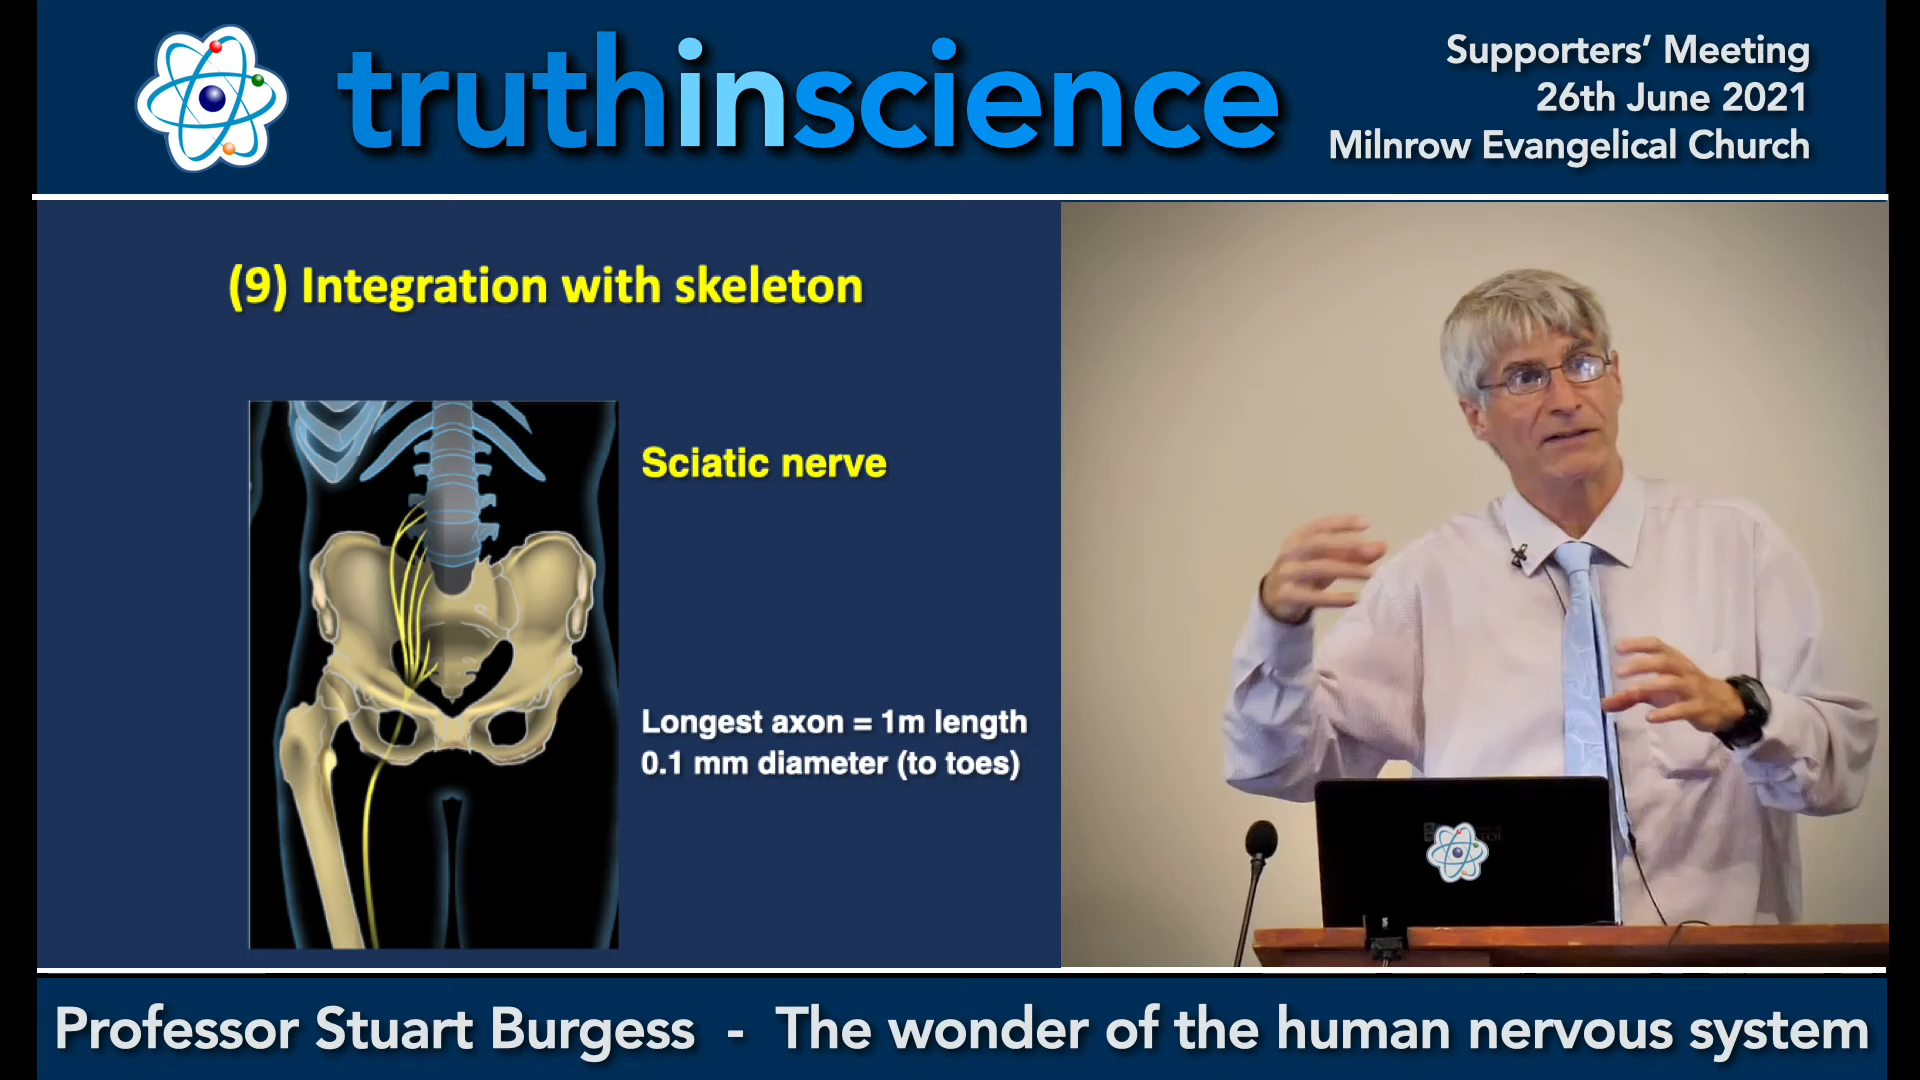 truthinscience
Supporters’ Meeting
26th June 2021
Milnrow Evangelical Church
(9) Integration with skeleton
Sciatic nerve
Longest axon = 1m length
0.1 mm diameter (to toes)
Professor Stuart Burgess - The wonder of the human nervous system